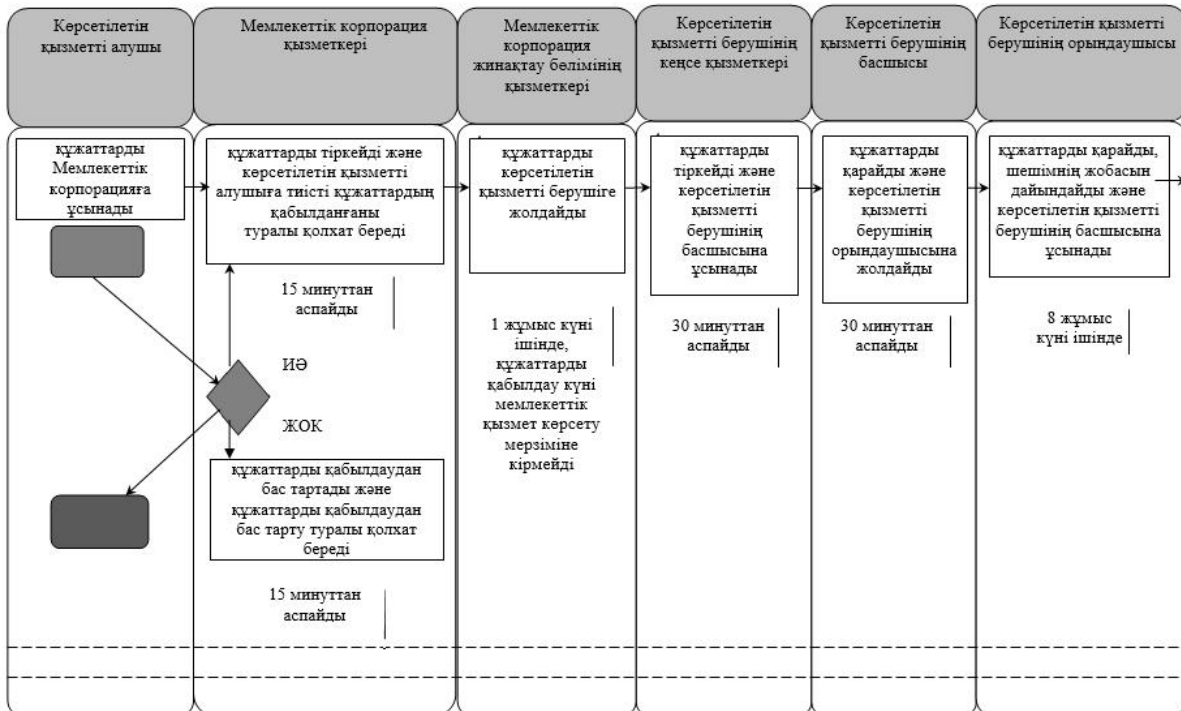 Көрсетілетін
қызметті алушы
Мемлекеттік корпорация
қызметкері
Мемлекеттік
корпорация
жинақтау бөлімінің
қызметкері
Көрсетілетін
қызметті берушінің
кеңсе қызметкері
Көрсетілетін
қызметті берушінің
басшысы
Көрсетілетін қызметті
берушінің орындаушысы
құжаттарды
Мемлекеттік
корпорацияға
ұсынады
құжаттарды тіркейді және
көрсетілетін қызметті
алушыға тиісті құжаттардың
қабылданғаны
туралы қолхат береді
15 минуттан
аспайды
ИӘ
ЖОК
құжаттарды қабылдаудан
бас тартады және
құжаттарды қабылдаудан
бас тарту туралы қолхат
береді
15 минуттан
аспайды
құжаттарды
көрсетілетін
қызметті берушіге
жолдайды
1 жұмыс күні
ішінде,
құжаттарды
қабылдау күні
мемлекеттік
қызмет көрсету
мерзіміне
кірмейді
құжаттарды
тіркейді және
көрсетілетін
қызметті
берушінің
басшысына
ұсынады
30 минуттан
аспайды
құжаттарды
қарайды және
көрсетілетін
қызметті
берушінің
орындаушысына
жолдайды
30 минуттан
аспайды
құжаттарды қарайды,
шешімнің жобасын
дайындайды және
көрсетілетін қызметті
берушінің басшысына
ұсынады
8 жұмыс
күні ішінде